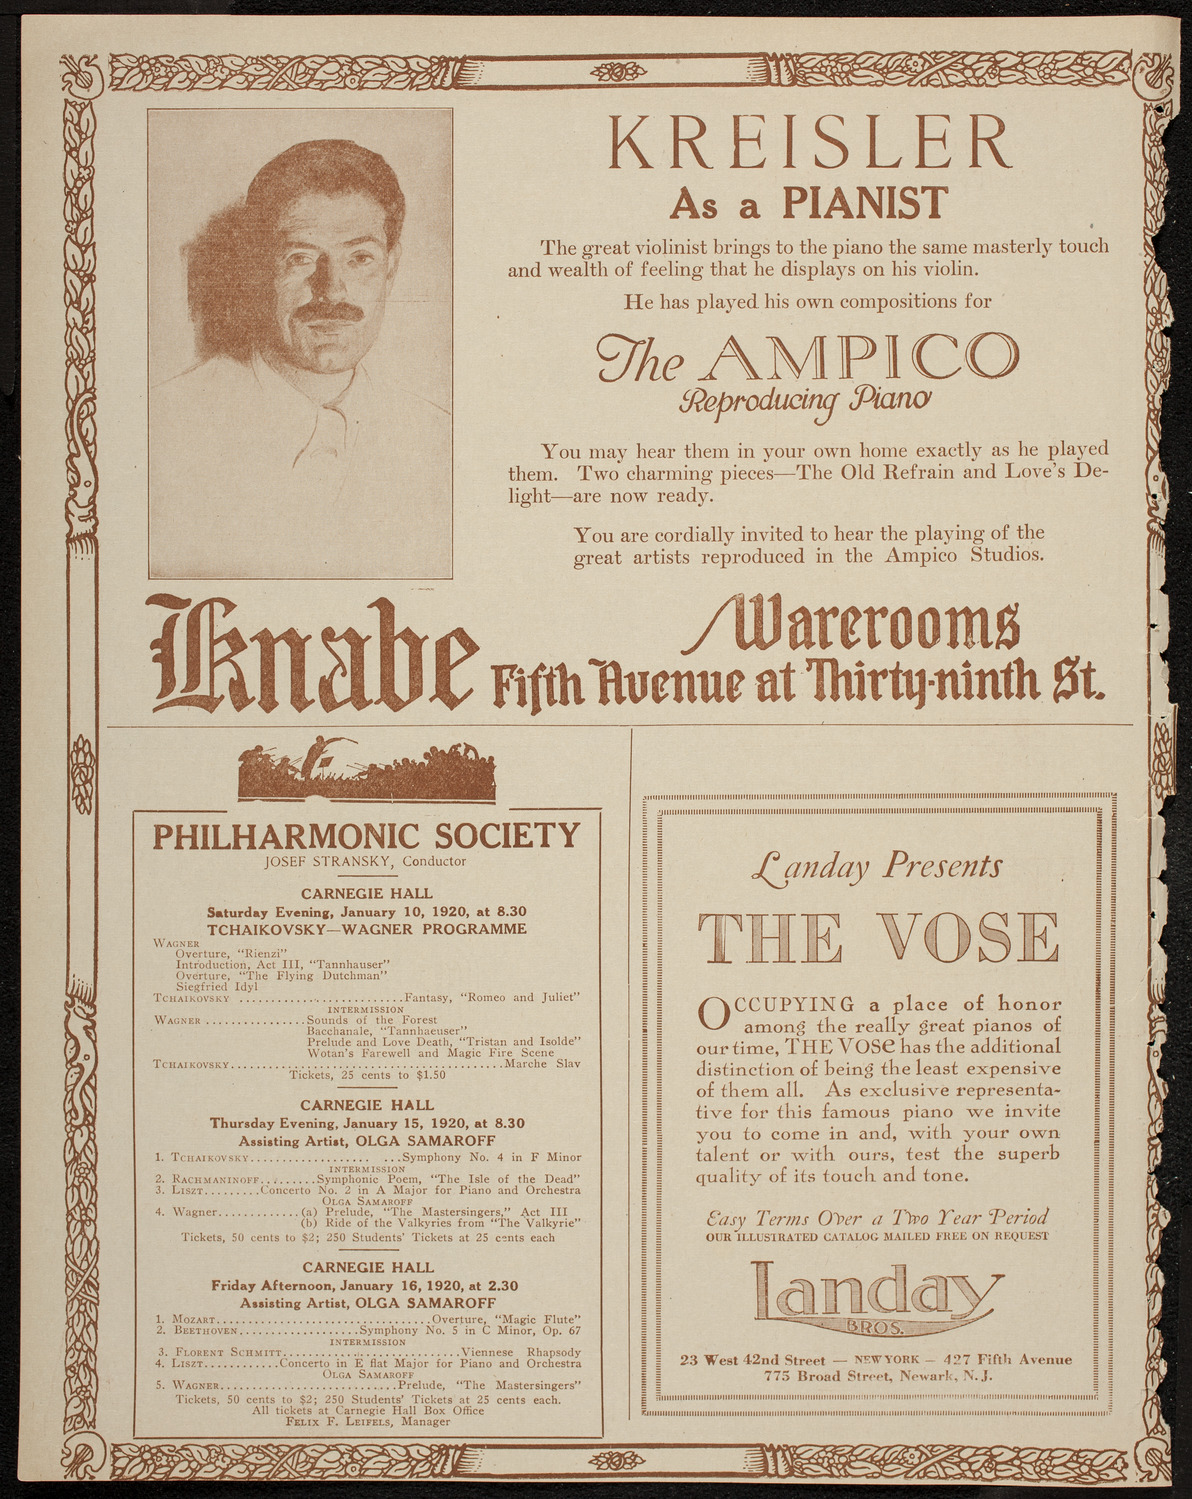 KREISLER
As a PIANIST
The great violinist brings to the piano the same masterly touch
and wealth of feeling that he displays on his violin.
He has played his own compositions for
The AMPICO
Reproducing Piano
You may hear them in your own home exactly as he played
them. Two charming pieces—The Old Refrain and Love's De-
light—are now ready.
You are cordially invited to hear the playing of the
great artists reproduced in the Ampico Studios.
Knabe Warerooms
Fifth Avenue at Thirty-ninth St.
PHILHARMONIC SOCIETY
JOSEF STRANSKY, Conductor
CARNEGIE HALL
Saturday Evening, January 10, 1920, at 8.30
TCHAIKOVSKY—WAGNER PROGRAMME
WAGNER
Overture, "Rienzi"
Introduction, Act III, "Tannhauser"
Overture, "The Flying Dutchman"
Siegfried Idyl
TCHAIKOVSKY ..........................Fantasy, "Romeo and Juliet"
INTERMISSION
WAGNER ................Sounds of the Forest
Bacchanale, "Tannhaeuser"
Prelude and Love Death, "Tristan and Isolde"
Wotan's Farewell and Magic Fire Scene
TCHAIKOVSKY...........................................Marche Slav
Tickets, 25 cents to $1.50
CARNEGIE HALL
Thursday Evening, January 15, 1920, at 8.30
Assisting Artist, OLGA SAMAROFF
1. TCHAIKOVSKY................... ...Symphony No. 4 in F Minor
INTERMISSION
2. RACHMANINOFF.........Symphonic Poem, "The Isle of the Dead"
3. LISZT.........Concerto No. 2 in A Major for Piano and Orchestra
OLGA SAMAROFF
4. Wagner.............(a) Prelude, "The Mastersingers," Act III
(b) Ride of the Valkyries from "The Valkyrie"
Tickets, 50 cents to $2; 250 Students' Tickets at 25 cents each
CARNEGIE HALL
Friday Afternoon, January 16, 1920, at 2.30
Assisting Artist, OLGA SAMAROFF
1. MOZART..................................Overture, "Magic Flute"
2. BEETHOVEN...................Symphony No. 5 in C Minor, Op. 67
INTERMISSION
3. FLORENT SCHMITT............................Viennese Rhapsody
4. LISZT............Concerto in E flat Major for Piano and Orchestra
OLGA SAMAROFF
5. WAGNER............................Prelude, "The Mastersingers"
Tickets, 50 cents to $2; 250 Students' Tickets at 25 cents each.
All tickets at Carnegie Hall Box Office
FELIX F. LEIFELS, Manager
Landay Presents
THE VOSE
OCCUPYING a place of honor
among the really great pianos of
our time, THE VOSE has the additional
distinction of being the least expensive
of them all. As exclusive representa-
tive for this famous piano we invite
you to come in and, with your own
talent or with ours, test the superb
quality of its touch and tone.
Easy Terms Over a Two Year Period
OUR ILLUSTRATED CATALOG MAILED FREE ON REQUEST
Landay
BROS.
23 West 42nd Street — NEW YORK — 427 Fifth Avenue
775 Broad Street, Newark, N.J.